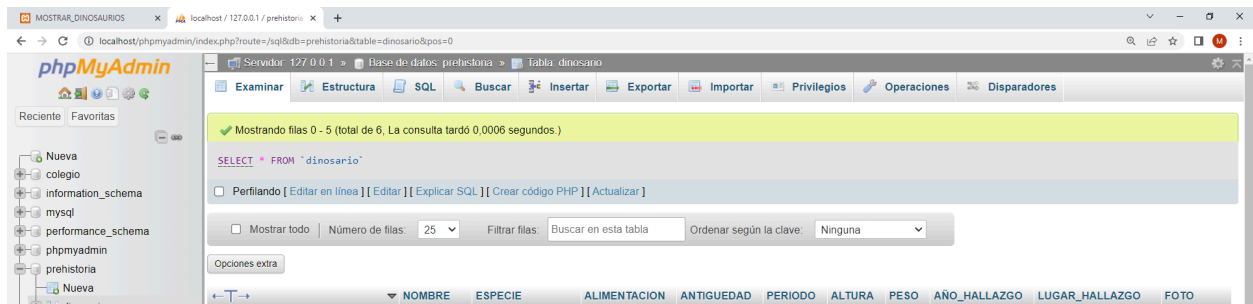 MOSTRAR_DINOSAURIOS
localhost / 127.0.0.1 / prehistoria
localhost/phpmyadmin/index.php?route=/sql&db=prehistoria&table=dinosario&pos=0
M
phpMyAdmin
Reciente Favoritas
Nueva
colegio
information_schema
mysql
performance_schema
phpmyadmin
prehistoria
Nueva
Servidor: 127.0.0.1 » Base de datos: prehistoria » Tabla: dinosario
Examinar Estructura SQL Buscar Insertar Exportar Importar Privilegios Operaciones Disparadores
Mostrando filas 0 - 5 (total de 6, La consulta tardó 0,0006 segundos.)
SELECT * FROM `dinosario`
Perfilando [ Editar en línea ] [ Editar ] [ Explicar SQL ] [ Crear código PHP ] [ Actualizar ]
Mostrar todo Número de filas: 25 Filtrar filas: Buscar en esta tabla Ordenar según la clave: Ninguna
Opciones extra
←T→ NOMBRE ESPECIE ALIMENTACION ANTIGUEDAD PERIODO ALTURA PESO AÑO_HALLAZGO LUGAR_HALLAZGO FOTO